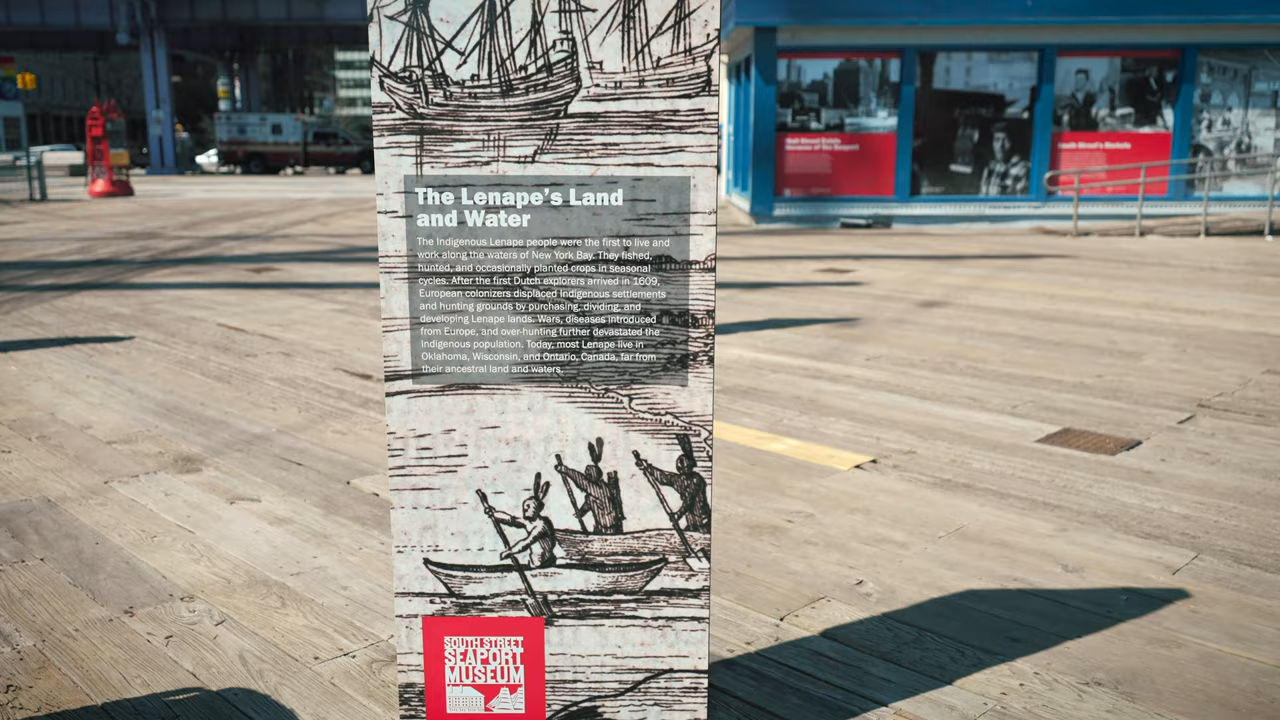 The Lenape's Land
and Water
The Indigenous Lenape people were the first to live and
work along the waters of New York Bay. They fished,
hunted, and occasionally planted crops in seasonal
cycles. After the first Dutch explorers arrived in 1609,
European colonizers displaced Indigenous settlements
and hunting grounds by purchasing, dividing, and
developing Lenape lands. Wars, diseases introduced
from Europe, and over-hunting further devastated the
Indigenous population. Today, most Lenape live in
Oklahoma, Wisconsin, and Ontario, Canada, far from
their ancestral land and waters.
SOUTH STREET
SEAPORT
MUSEUM